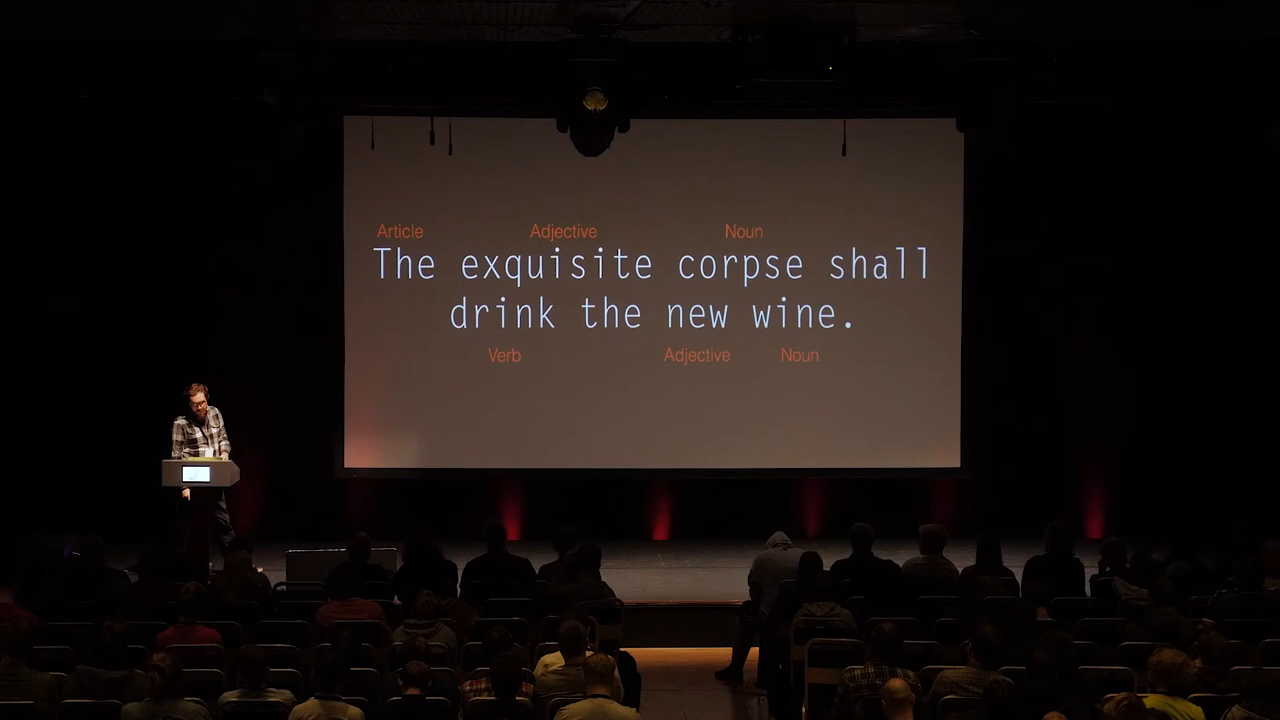 Article Adjective Noun
The exquisite corpse shall
drink the new wine.
Verb Adjective Noun